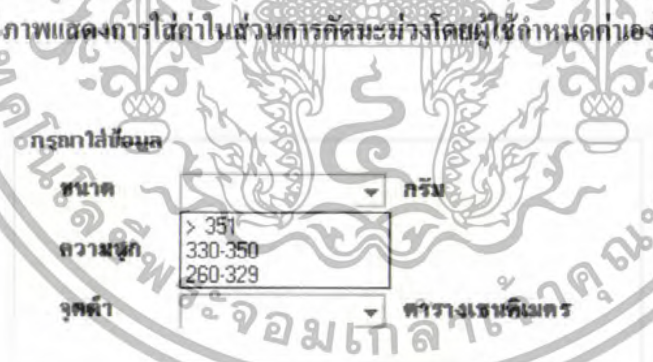 ภาพแสดงการใส่ค่าในส่วนการคัดมะม่วงโดยผู้ใช้กำหนดค่าเอง
กรุณาใส่ข้อมูล
ขนาด กรัม
> 351
330-350
260-329
ความสุก
จุดดำ ตารางเซนติเมตร